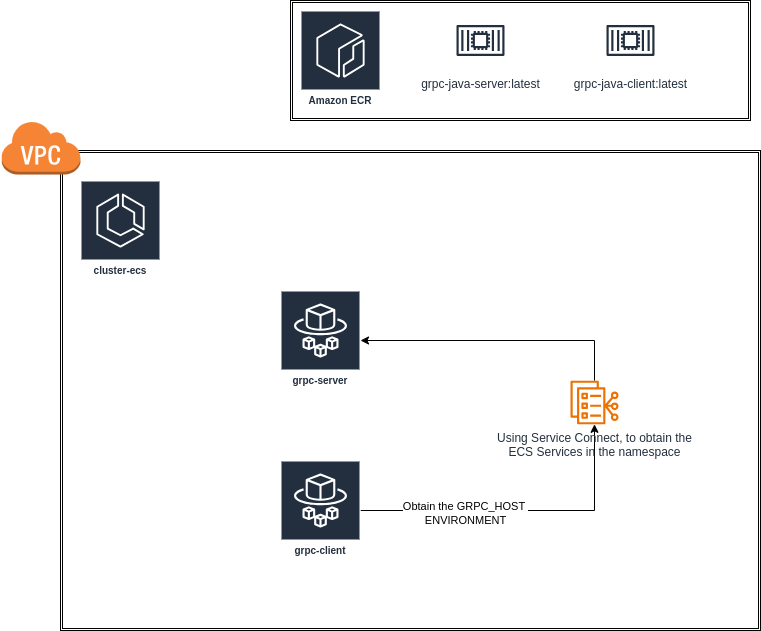 Amazon ECR
grpc-java-server:latest
grpc-java-client:latest
VPC
cluster-ecs
grpc-server
Using Service Connect, to obtain the
ECS Services in the namespace
Obtain the GRPC_HOST
ENVIRONMENT
grpc-client